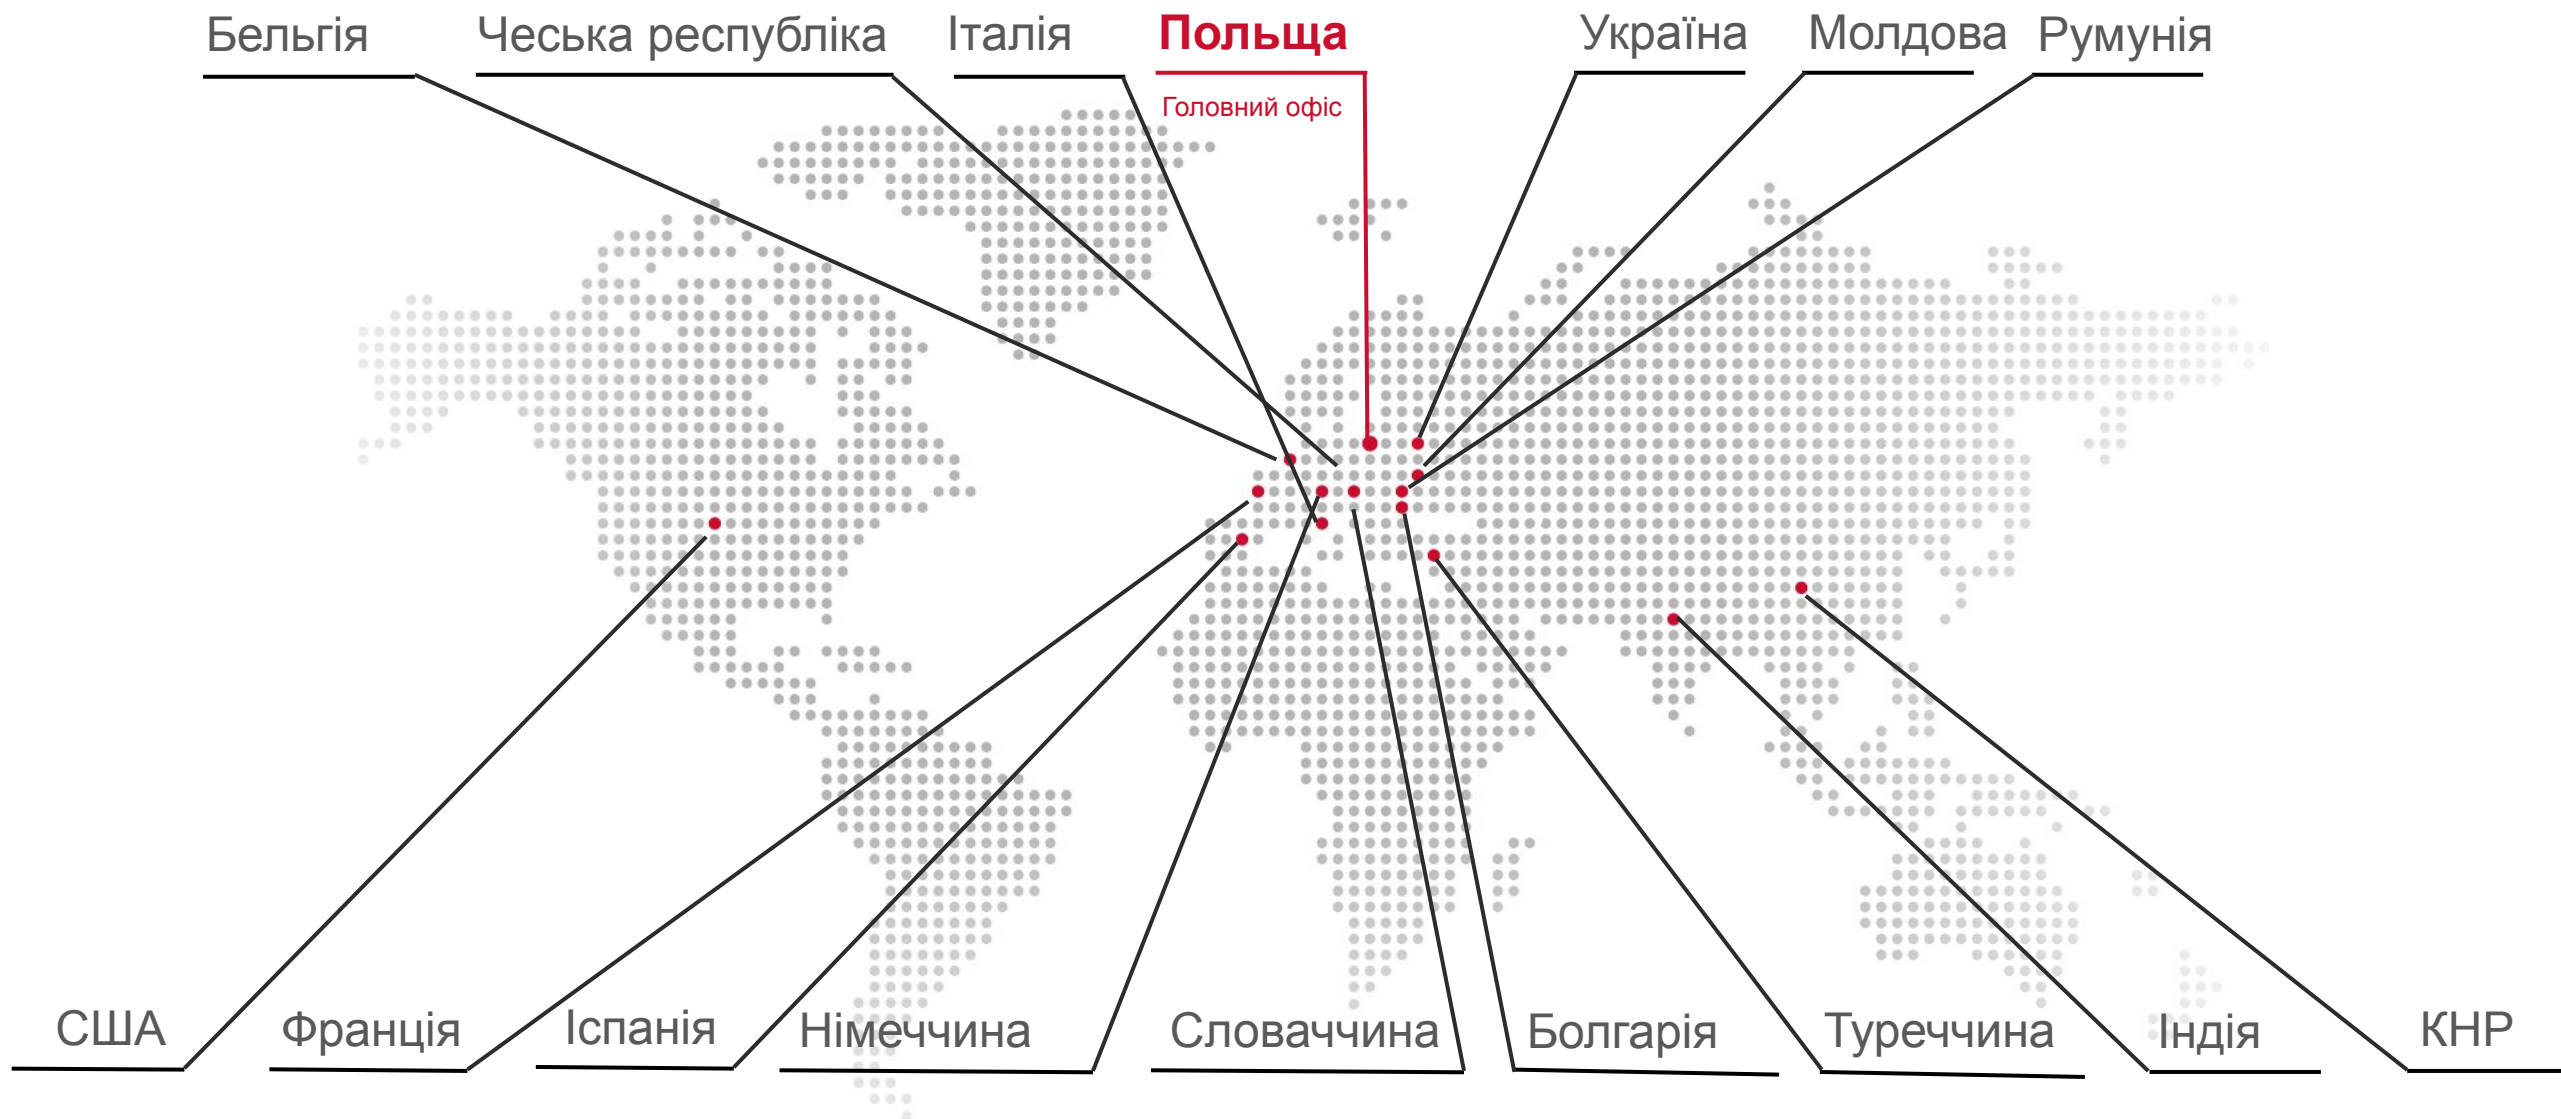 Бельгія
Чеська республіка
Італія
Польща
Головний офіс
Україна
Молдова
Румунія
США
Франція
Іспанія
Німеччина
Словаччина
Болгарія
Туреччина
Індія
КНР